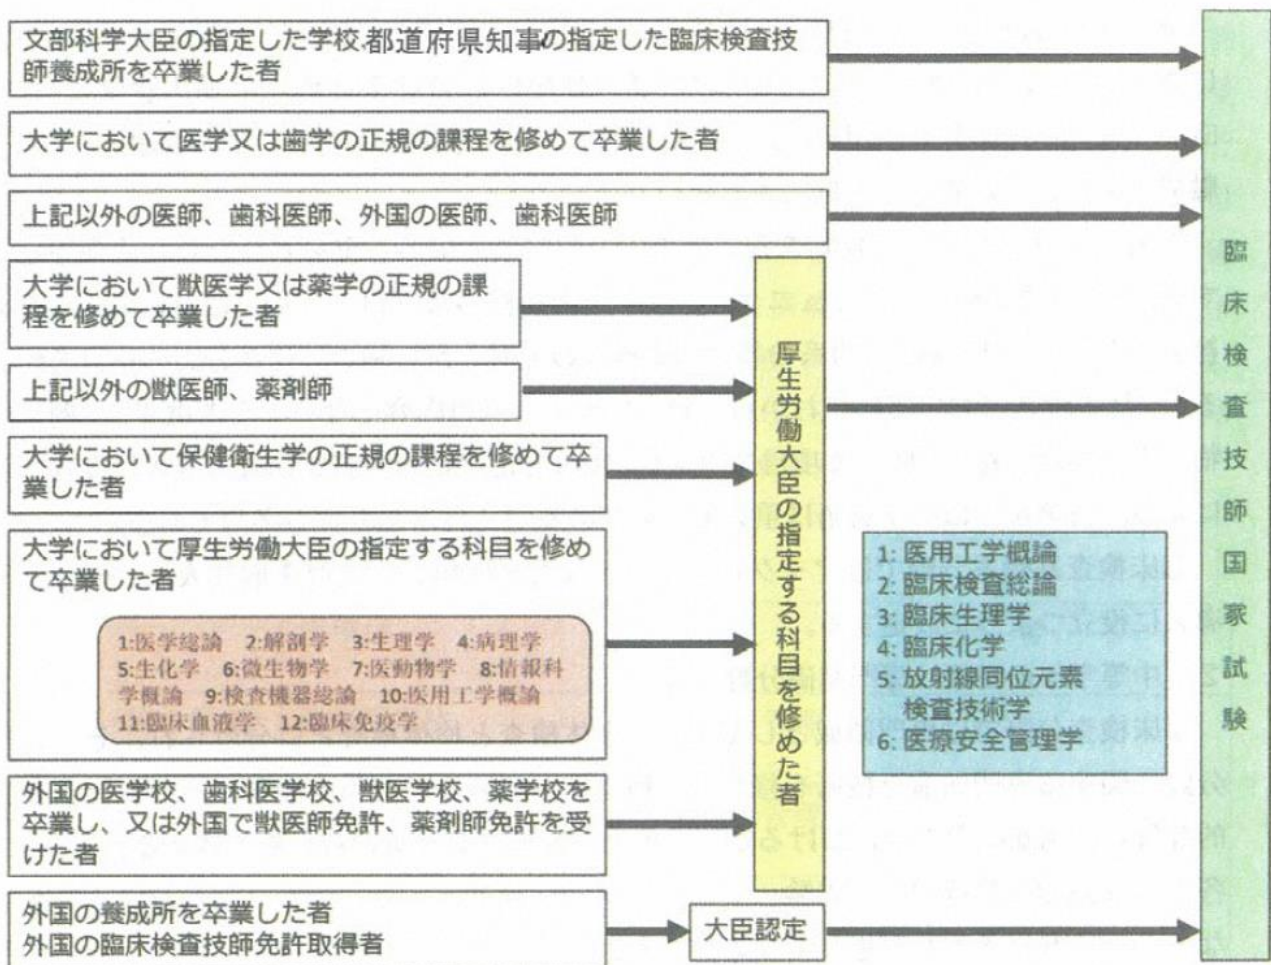 文部科学大臣の指定した学校、都道府県知事の指定した臨床検査技
師養成所を卒業した者
大学において医学又は歯学の正規の課程を修めて卒業した者
上記以外の医師、歯科医師、外国の医師、歯科医師
大学において獣医学又は薬学の正規の課
程を修めて卒業した者
上記以外の獣医師、薬剤師
大学において保健衛生学の正規の課程を修めて卒
業した者
大学において厚生労働大臣の指定する科目を修め
て卒業した者
1:医学総論 2:解剖学 3:生理学 4:病理学
5:生化学 6:微生物学 7:医動物学 8:情報科
学概論 9:検査機器総論 10:医用工学概論
11:臨床血液学 12:臨床免疫学
外国の医学校、歯科医学校、獣医学校、薬学校を
卒業し、又は外国で獣医師免許、薬剤師免許を受
けた者
外国の養成所を卒業した者
外国の臨床検査技師免許取得者
大臣認定
厚生労働大臣の指定する科目を修めた者
1: 医用工学概論
2: 臨床検査総論
3: 臨床生理学
4: 臨床化学
5: 放射線同位元素
検査技術学
6: 医療安全管理学
臨床検査技師国家試験